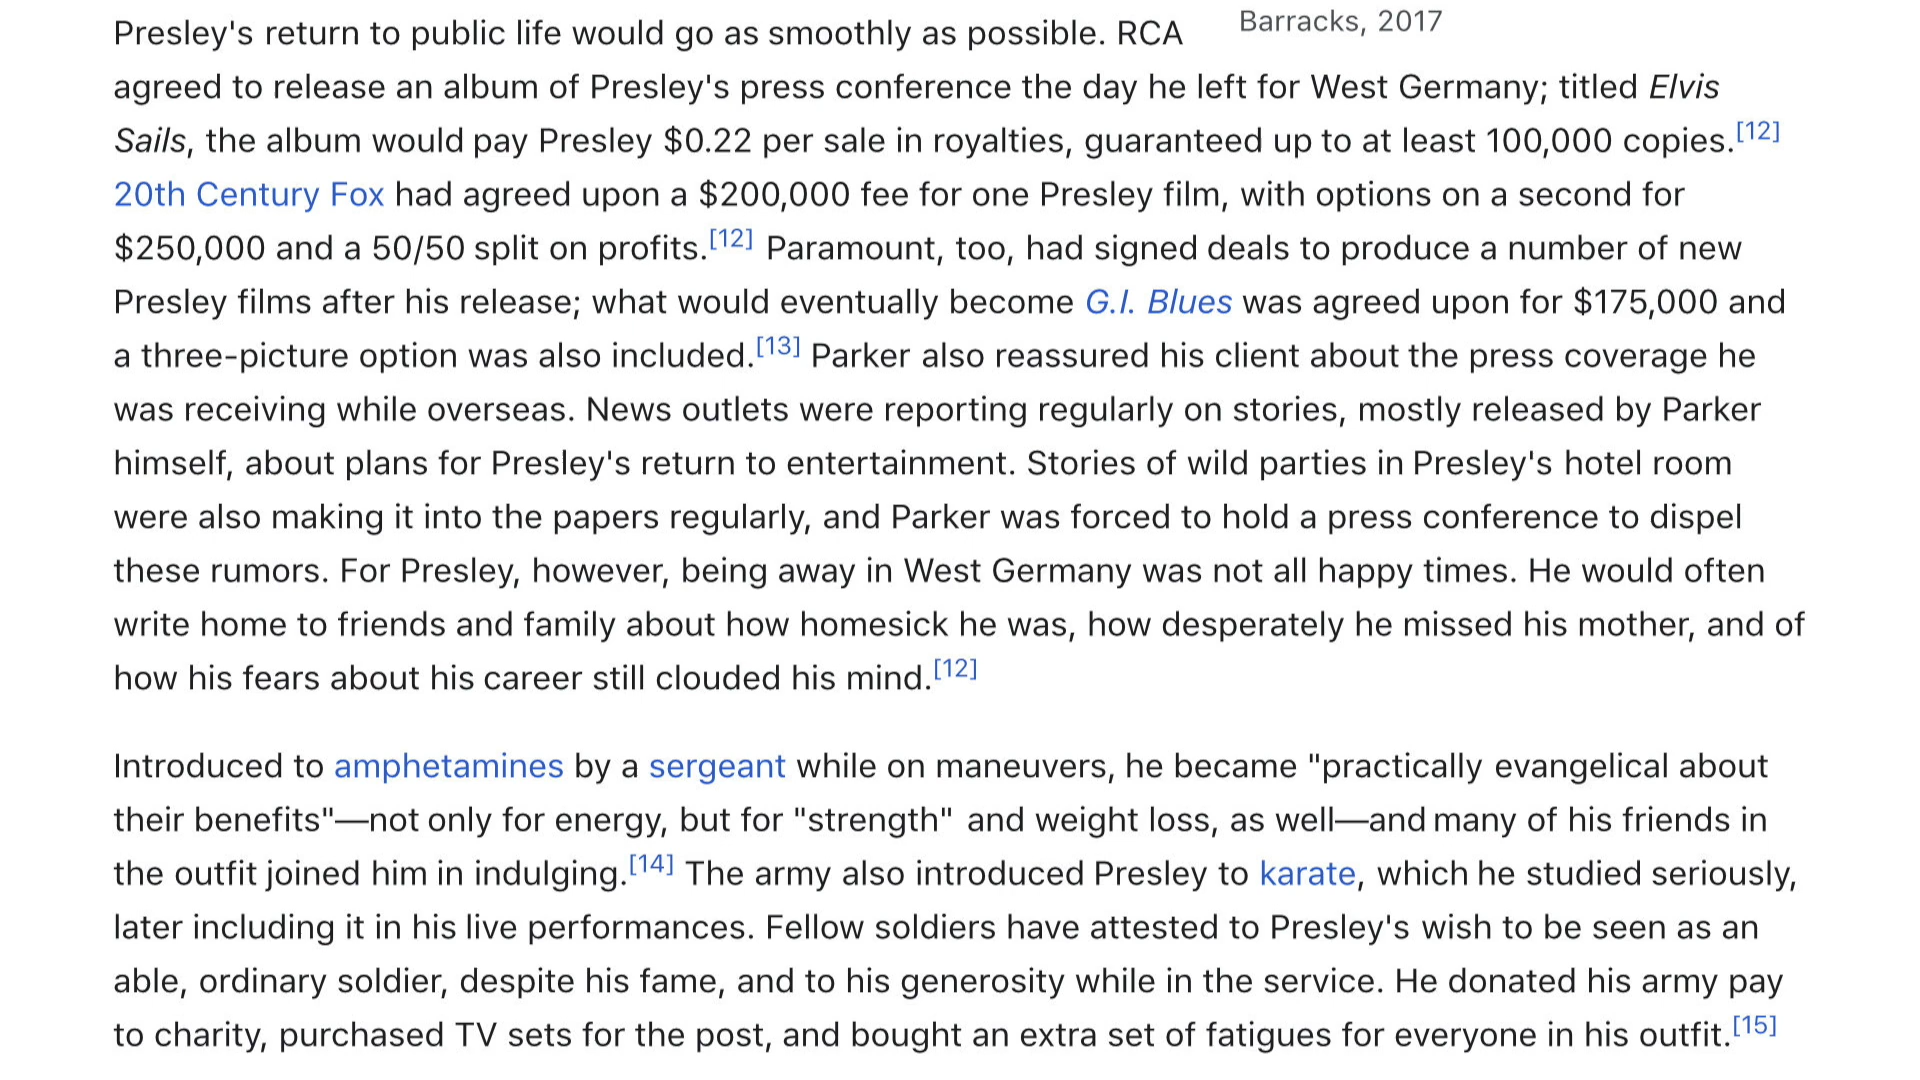 Presley's return to public life would go as smoothly as possible. RCA
Barracks, 2017
agreed to release an album of Presley's press conference the day he left for West Germany; titled Elvis
Sails, the album would pay Presley $0.22 per sale in royalties, guaranteed up to at least 100,000 copies.[12]
20th Century Fox had agreed upon a $200,000 fee for one Presley film, with options on a second for
$250,000 and a 50/50 split on profits.[12] Paramount, too, had signed deals to produce a number of new
Presley films after his release; what would eventually become G.I. Blues was agreed upon for $175,000 and
a three-picture option was also included.[13] Parker also reassured his client about the press coverage he
was receiving while overseas. News outlets were reporting regularly on stories, mostly released by Parker
himself, about plans for Presley's return to entertainment. Stories of wild parties in Presley's hotel room
were also making it into the papers regularly, and Parker was forced to hold a press conference to dispel
these rumors. For Presley, however, being away in West Germany was not all happy times. He would often
write home to friends and family about how homesick he was, how desperately he missed his mother, and of
how his fears about his career still clouded his mind.[12]
Introduced to amphetamines by a sergeant while on maneuvers, he became "practically evangelical about
their benefits"—not only for energy, but for "strength" and weight loss, as well—and many of his friends in
the outfit joined him in indulging.[14] The army also introduced Presley to karate, which he studied seriously,
later including it in his live performances. Fellow soldiers have attested to Presley's wish to be seen as an
able, ordinary soldier, despite his fame, and to his generosity while in the service. He donated his army pay
to charity, purchased TV sets for the post, and bought an extra set of fatigues for everyone in his outfit.[15]